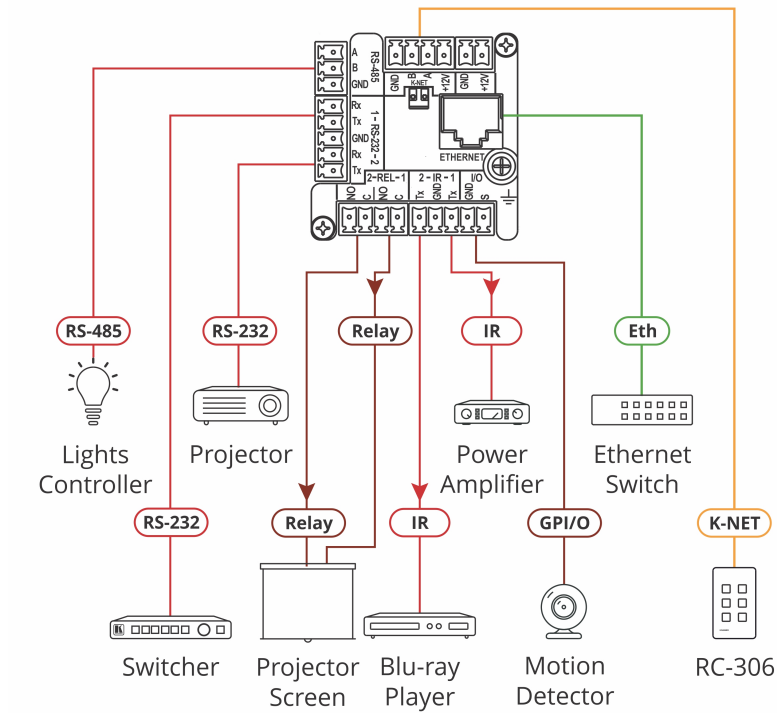 A
B
GND
RS-485
GND
B
A
+12V
GND
+12V
K-NET
Rx
Tx
GND
Rx
Tx
1 - RS-232 - 2
ETHERNET
2-REL-1
2 - IR - 1
I/O
NO
C
NO
C
Tx
GND
Tx
GND
S
RS-485
RS-232
Relay
IR
Eth
Lights
Controller
Projector
Power
Amplifier
Ethernet
Switch
RS-232
Relay
IR
GPI/O
K-NET
Switcher
Projector
Screen
Blu-ray
Player
Motion
Detector
RC-306